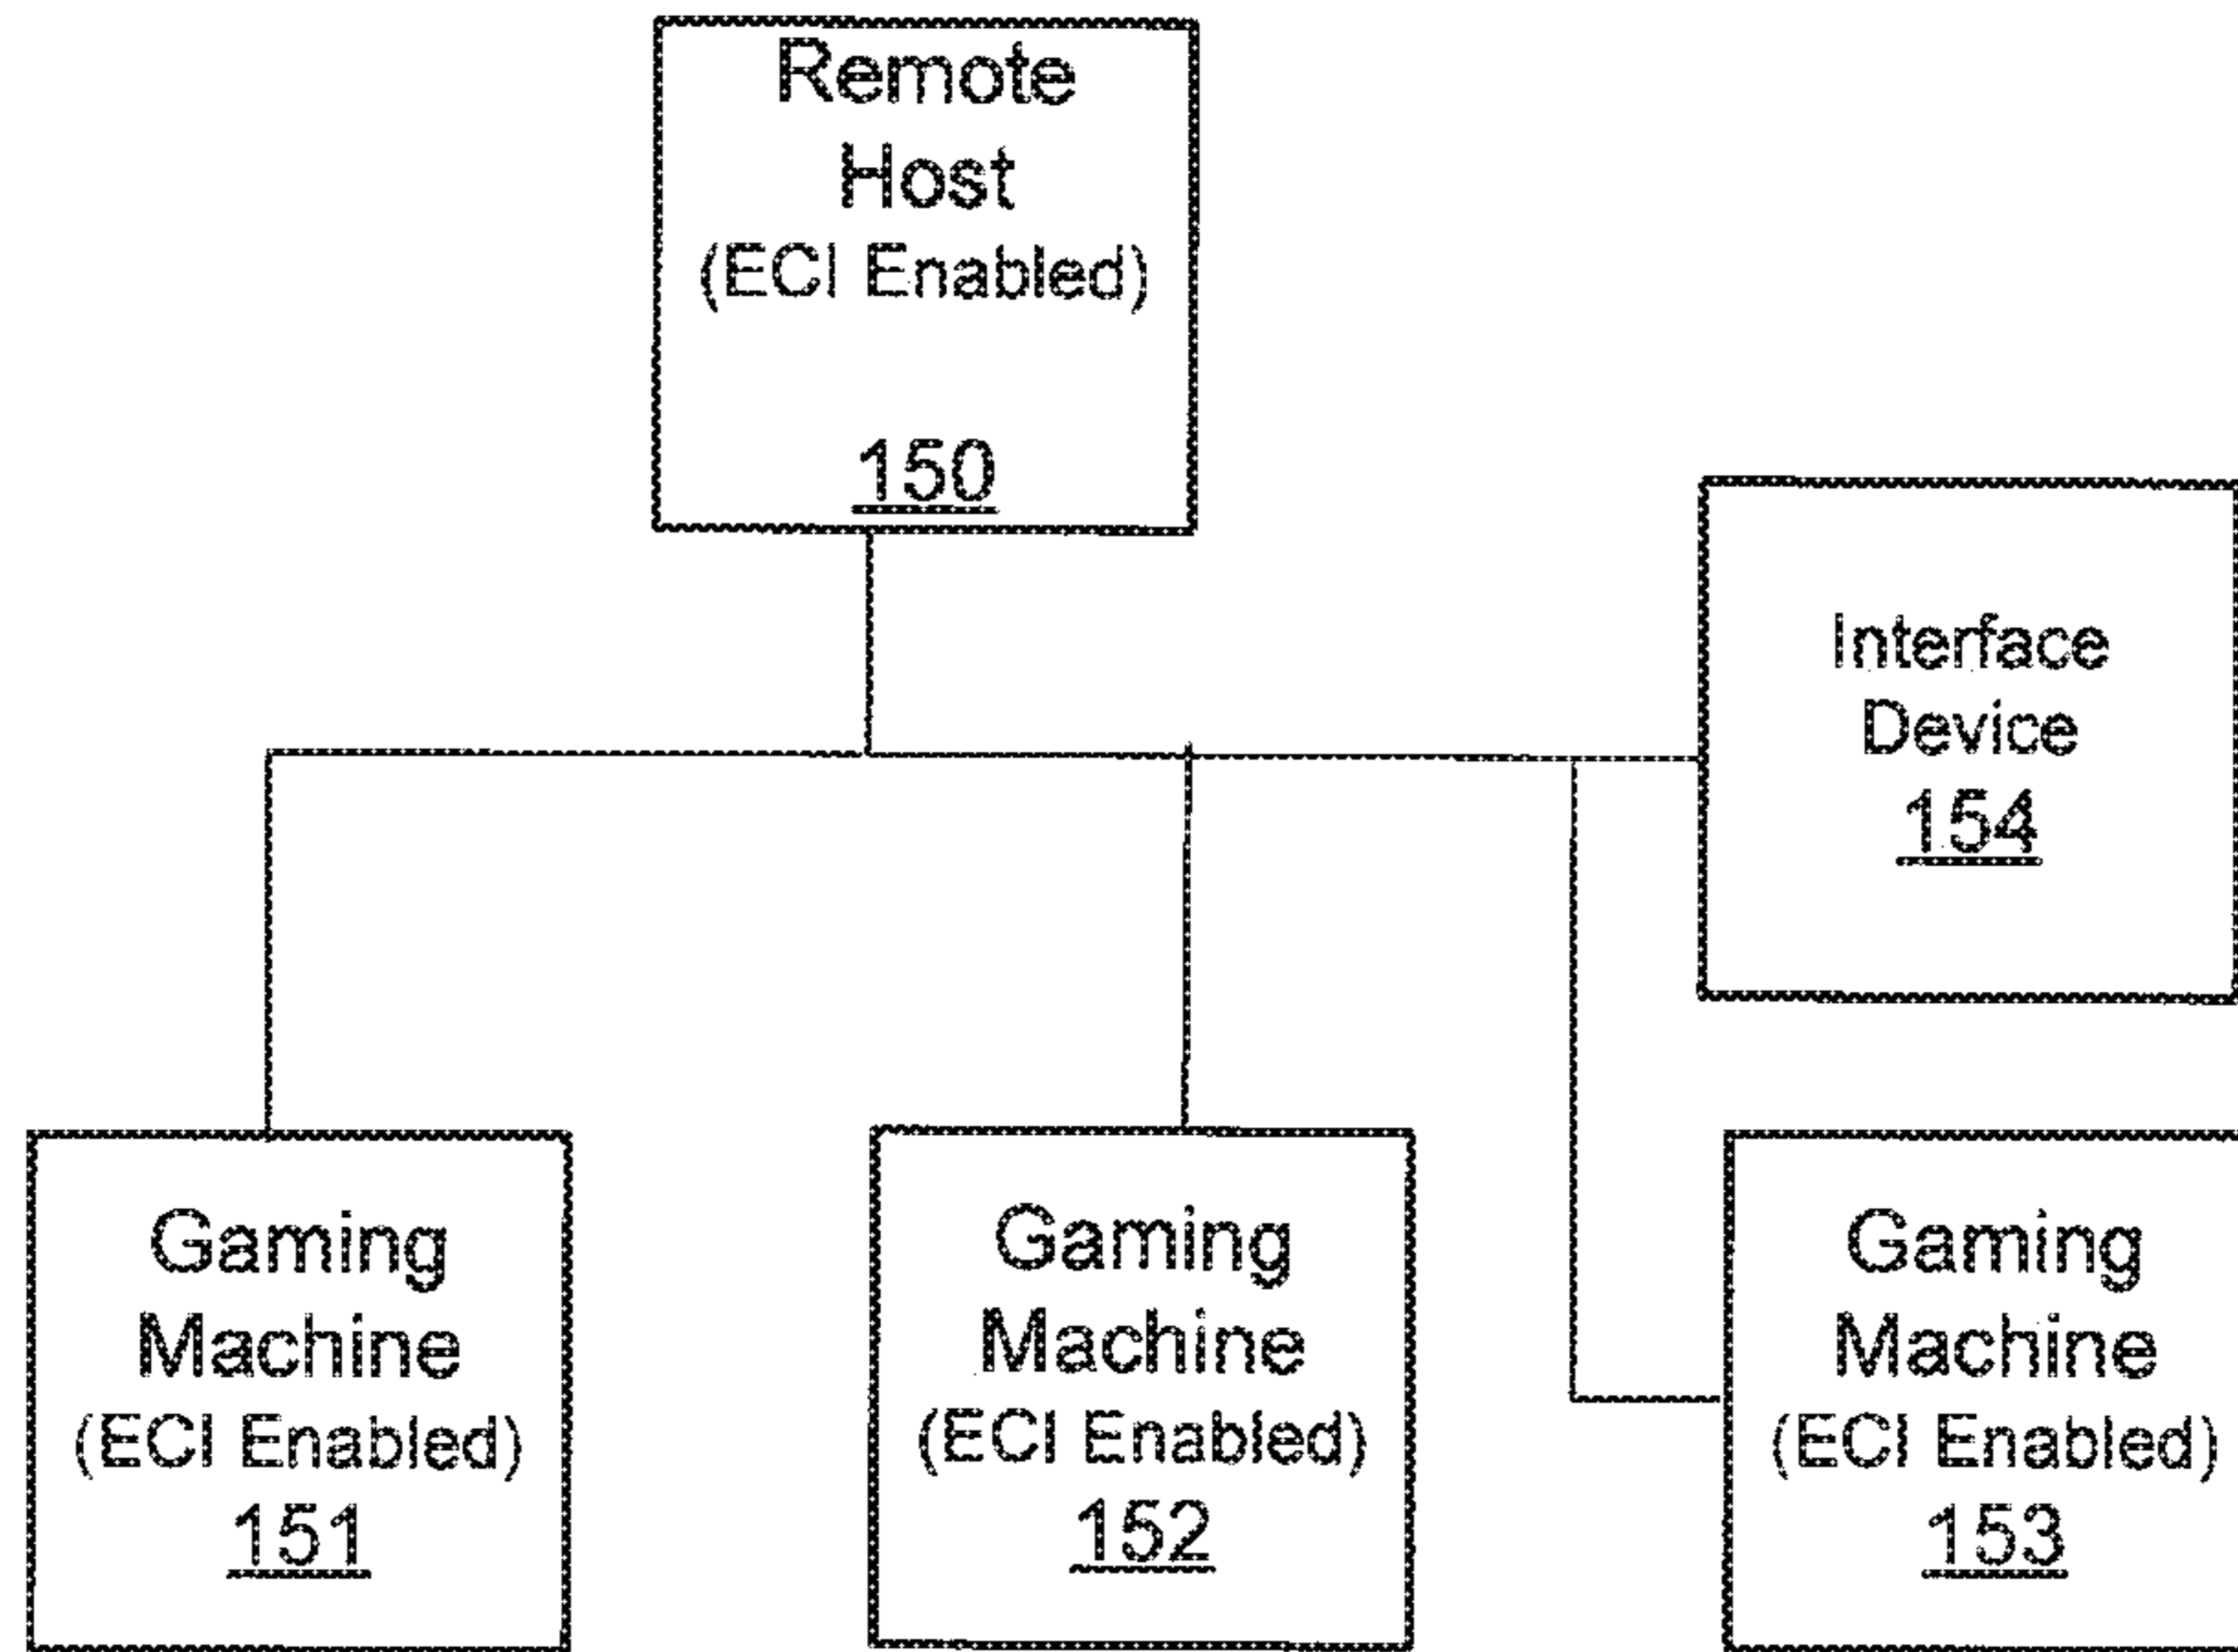 Remote
Host
(ECI Enabled)
150
Interface
Device
154
Gaming
Machine
(ECI Enabled)
151
Gaming
Machine
(ECI Enabled)
152
Gaming
Machine
(ECI Enabled)
153